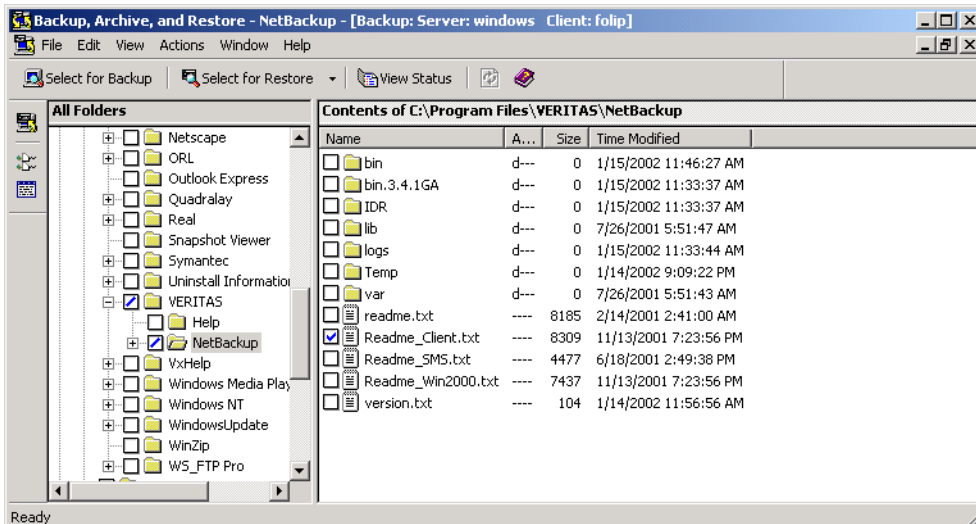 Backup, Archive, and Restore - NetBackup - [Backup: Server: windows Client: folip]
File Edit View Actions Window Help
Select for Backup Select for Restore View Status
All Folders
Netscape
ORL
Outlook Express
Quadralay
Real
Snapshot Viewer
Symantec
Uninstall Informatio
VERITAS
Help
NetBackup
VxHelp
Windows Media Play
Windows NT
WindowsUpdate
WinZip
WS_FTP Pro
Contents of C:\Program Files\VERITAS\NetBackup
Name A... Size Time Modified
bin d--- 0 1/15/2002 11:46:27 AM
bin.3.4.1GA d--- 0 1/15/2002 11:33:37 AM
IDR d--- 0 1/15/2002 11:33:37 AM
lib d--- 0 7/26/2001 5:51:47 AM
logs d--- 0 1/15/2002 11:33:44 AM
Temp d--- 0 1/14/2002 9:09:22 PM
var d--- 0 7/26/2001 5:51:43 AM
readme.txt ---- 8185 2/14/2001 2:41:00 AM
Readme_Client.txt ---- 8309 11/13/2001 7:23:56 PM
Readme_SMS.txt ---- 4477 6/18/2001 2:49:38 PM
Readme_Win2000.txt ---- 7437 11/13/2001 7:23:56 PM
version.txt ---- 104 1/14/2002 11:56:56 AM
Ready